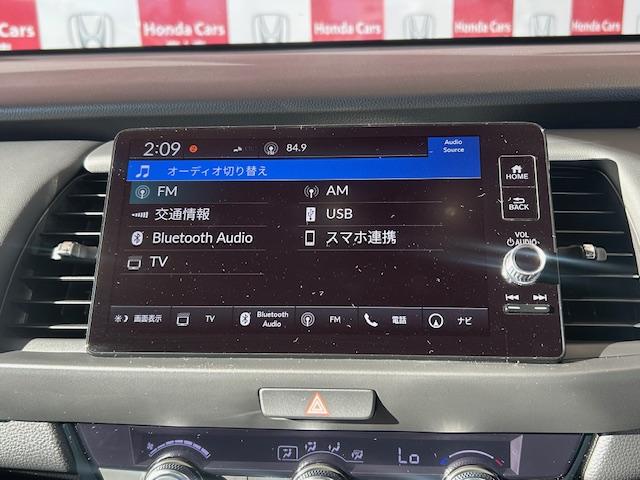 Honda Cars
Honda Cars
Honda Cars
2:09
84.9
Audio
Source
オーディオ切り替え
FM
AM
交通情報
USB
Bluetooth Audio
スマホ連携
TV
画面表示
TV
Bluetooth
Audio
FM
電話
ナビ
HOME
BACK
VOL
AUDIO
Lo